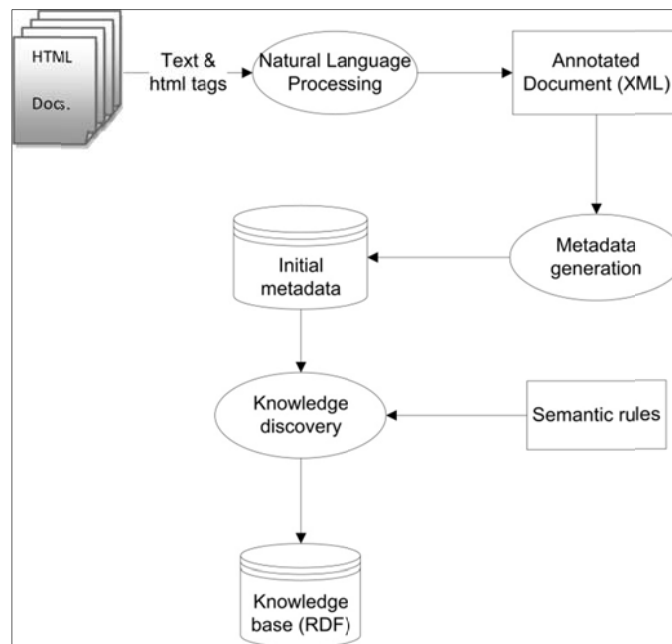 HTML
Docs.
Text &
html tags
Natural Language
Processing
Annotated
Document (XML)
Initial
metadata
Metadata
generation
Knowledge
discovery
Semantic rules
Knowledge
base (RDF)